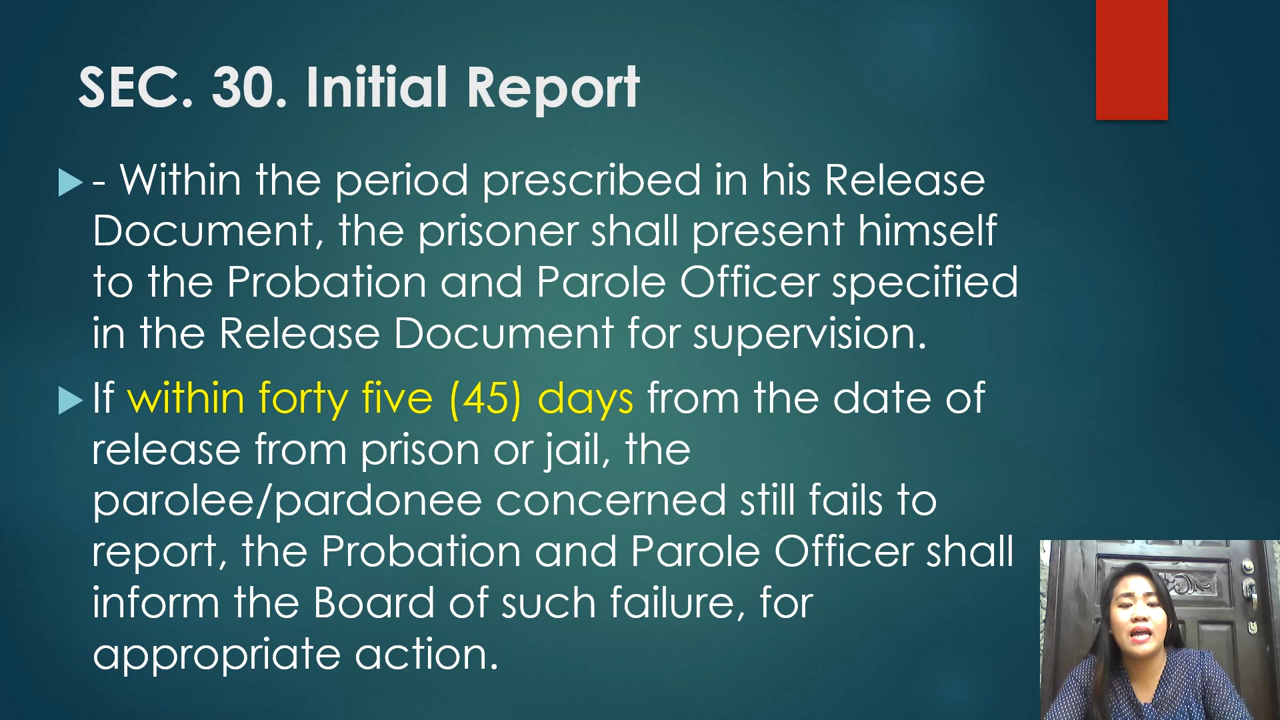 SEC. 30. Initial Report
- Within the period prescribed in his Release
Document, the prisoner shall present himself
to the Probation and Parole Officer specified
in the Release Document for supervision.
If within forty five (45) days from the date of
release from prison or jail, the
parolee/pardonee concerned still fails to
report, the Probation and Parole Officer shall
inform the Board of such failure, for
appropriate action.